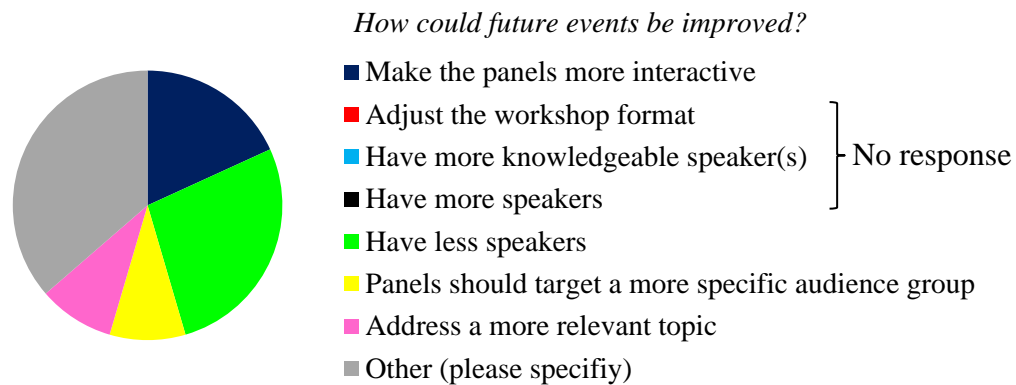 How could future events be improved?
Make the panels more interactive
Adjust the workshop format
Have more knowledgeable speaker(s)
No response
Have more speakers
Have less speakers
Panels should target a more specific audience group
Address a more relevant topic
Other (please specifiy)